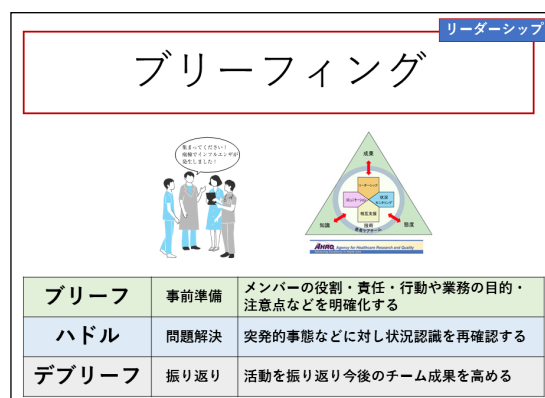 リーダーシップ
ブリーフィング
集まってください！
病棟でインフルエンザが
発生しました！
成果
リーダーシップ
コミュニケーション
状況
モニタリング
相互支援
技術
知識
態度
AHRQ Agency for Healthcare Research and Quality
ブリーフ 事前準備 メンバーの役割・責任・行動や業務の目的・
注意点などを明確化する
ハドル 問題解決 突発的事態などに対し状況認識を再確認する
デブリーフ 振り返り 活動を振り返り今後のチーム成果を高める